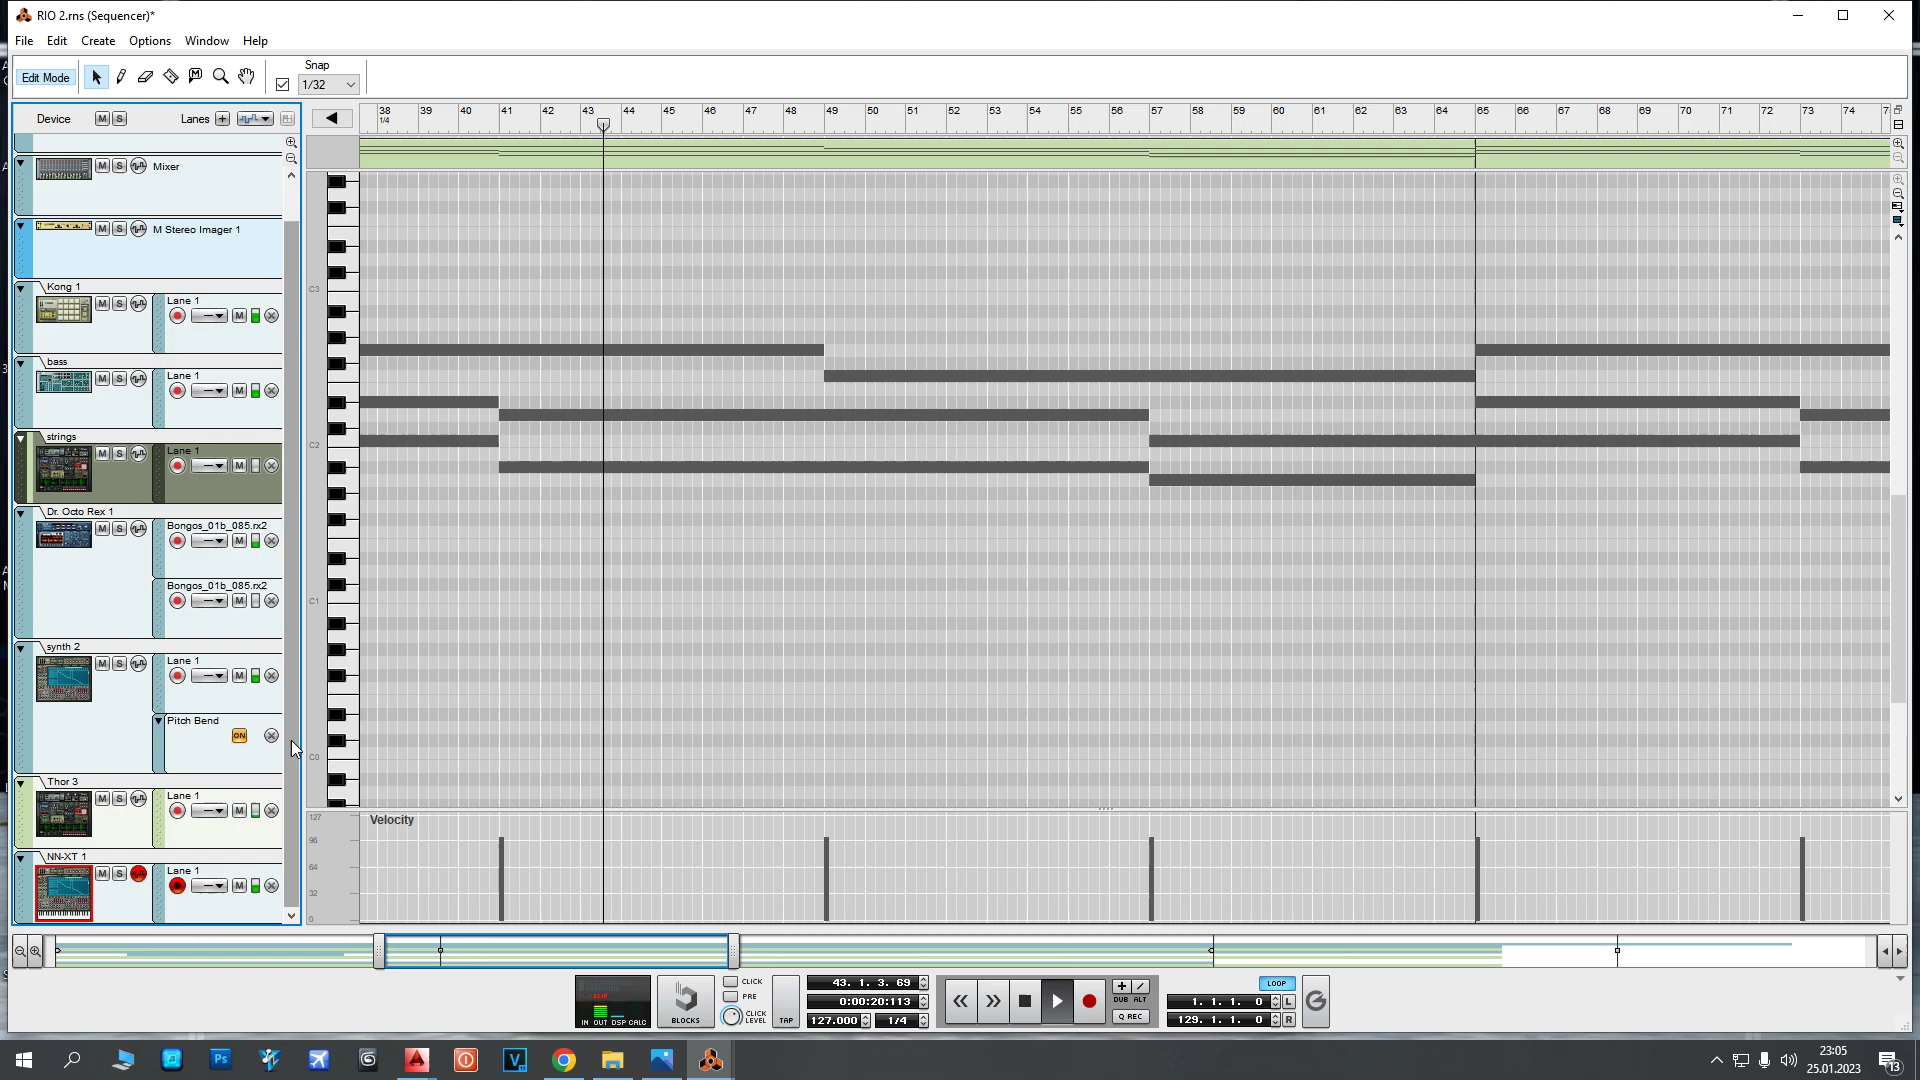 RIO 2.rns (Sequencer)*
File Edit Create Options Window Help
Edit Mode
Snap
1/32
Device M S Lanes
38 39 40 41 42 43 44 45 46 47 48 49 50 51 52 53 54 55 56 57 58 59 60 61 62 63 64 65 66 67 68 69 70 71 72 73 74
1/4
M S Mixer
M S M Stereo Imager 1
Kong 1
M S Lane 1
M
bass
M S Lane 1
M
strings
M S Lane 1
M
Dr. Octo Rex 1
M S Bongos_01b_085.rx2
M
Bongos_01b_085.rx2
M
synth 2
M S Lane 1
M
Pitch Bend
ON
Thor 3
M S Lane 1
M
NN-XT 1
M S Lane 1
M
C3
C2
C1
C0
Velocity
127
96
64
32
0
IN OUT DSP CALC
BLOCKS
CLICK
PRE
CLICK LEVEL
TAP
43. 1. 3. 69
0:00:20:113
127.000 1/4
DUB ALT
Q REC
LOOP
1. 1. 1. 0 L
129. 1. 1. 0 R
Ps
V
23:05
25.01.2023
13